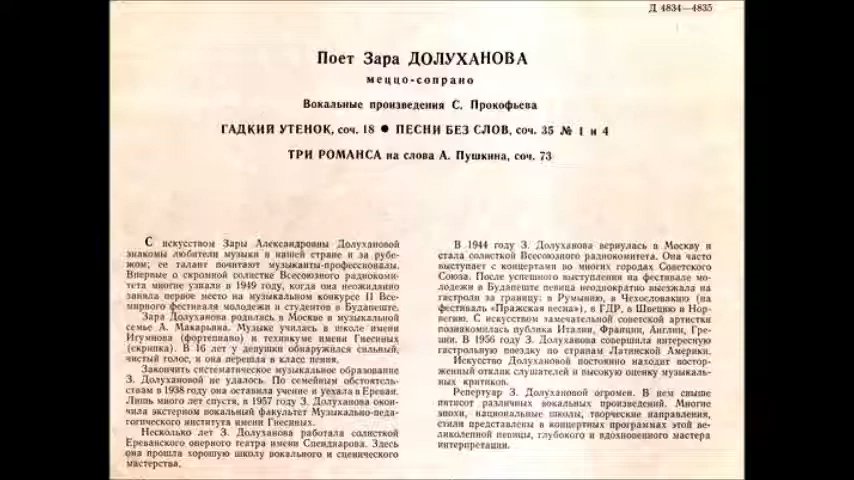 Д 4834—4835
Поет Зара ДОЛУХАНОВА
меццо-сопрано
Вокальные произведения С. Прокофьева
ГАДКИЙ УТЕНОК, соч. 18 ● ПЕСНИ БЕЗ СЛОВ, соч. 35 № 1 и 4
ТРИ РОМАНСА на слова А. Пушкина, соч. 73
С искусством Зары Александровны Долухановой
знакомы любители музыки в нашей стране и за рубе-
жом; ее талант почитают музыканты-профессионалы.
Впервые о скромной солистке Всесоюзного радиокоми-
тета многие узнали в 1949 году, когда она неожиданно
заняла первое место на музыкальном конкурсе II Все-
мирного фестиваля молодежи и студентов в Будапеште.
Зара Долуханова родилась в Москве в музыкальной
семье А. Макарьяна. Музыке училась в школе имени
Игумнова (фортепиано) и техникуме имени Гнесиных
(скрипка). В 16 лет у девушки обнаружился сильный,
чистый голос, и она перешла в класс пения.
Закончить систематическое музыкальное образование
З. Долухановой не удалось. По семейным обстоятель-
ствам в 1938 году она оставила учение и уехала в Ереван.
Лишь много лет спустя, в 1957 году З. Долуханова окон-
чила экстерном вокальный факультет Музыкально-педа-
гогического института имени Гнесиных.
Несколько лет З. Долуханова работала солисткой
Ереванского оперного театра имени Спендиарова. Здесь
она прошла хорошую школу вокального и сценического
мастерства.
В 1944 году З. Долуханова вернулась в Москву и
стала солисткой Всесоюзного радиокомитета. Она часто
выступает с концертами во многих городах Советского
Союза. После успешного выступления на фестивале мо-
лодежи в Будапеште певица неоднократно выезжала на
гастроли за границу: в Румынию, в Чехословакию (на
фестиваль «Пражская весна»), в ГДР, в Швецию и Нор-
вегию. С искусством замечательной советской артистки
познакомилась публика Италии, Франции, Англии, Гре-
ции. В 1956 году З. Долуханова совершила интересную
гастрольную поездку по странам Латинской Америки.
Искусство Долухановой постоянно находит востор-
женный отклик слушателей и высокую оценку музыкаль-
ных критиков.
Репертуар З. Долухановой огромен. В нем свыше
пятисот различных вокальных произведений. Многие
эпохи, национальные школы, творческие направления,
стили представлены в концертных программах этой ве-
ликолепной певицы, глубокого и вдохновенного мастера
интерпретации.